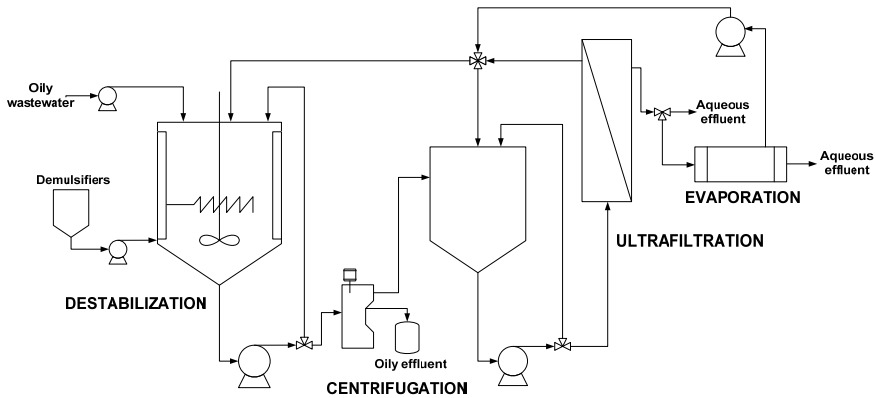 Oily
wastewater
Demulsifiers
DESTABILIZATION
Oily effluent
CENTRIFUGATION
ULTRAFILTRATION
Aqueous
effluent
EVAPORATION
Aqueous
effluent